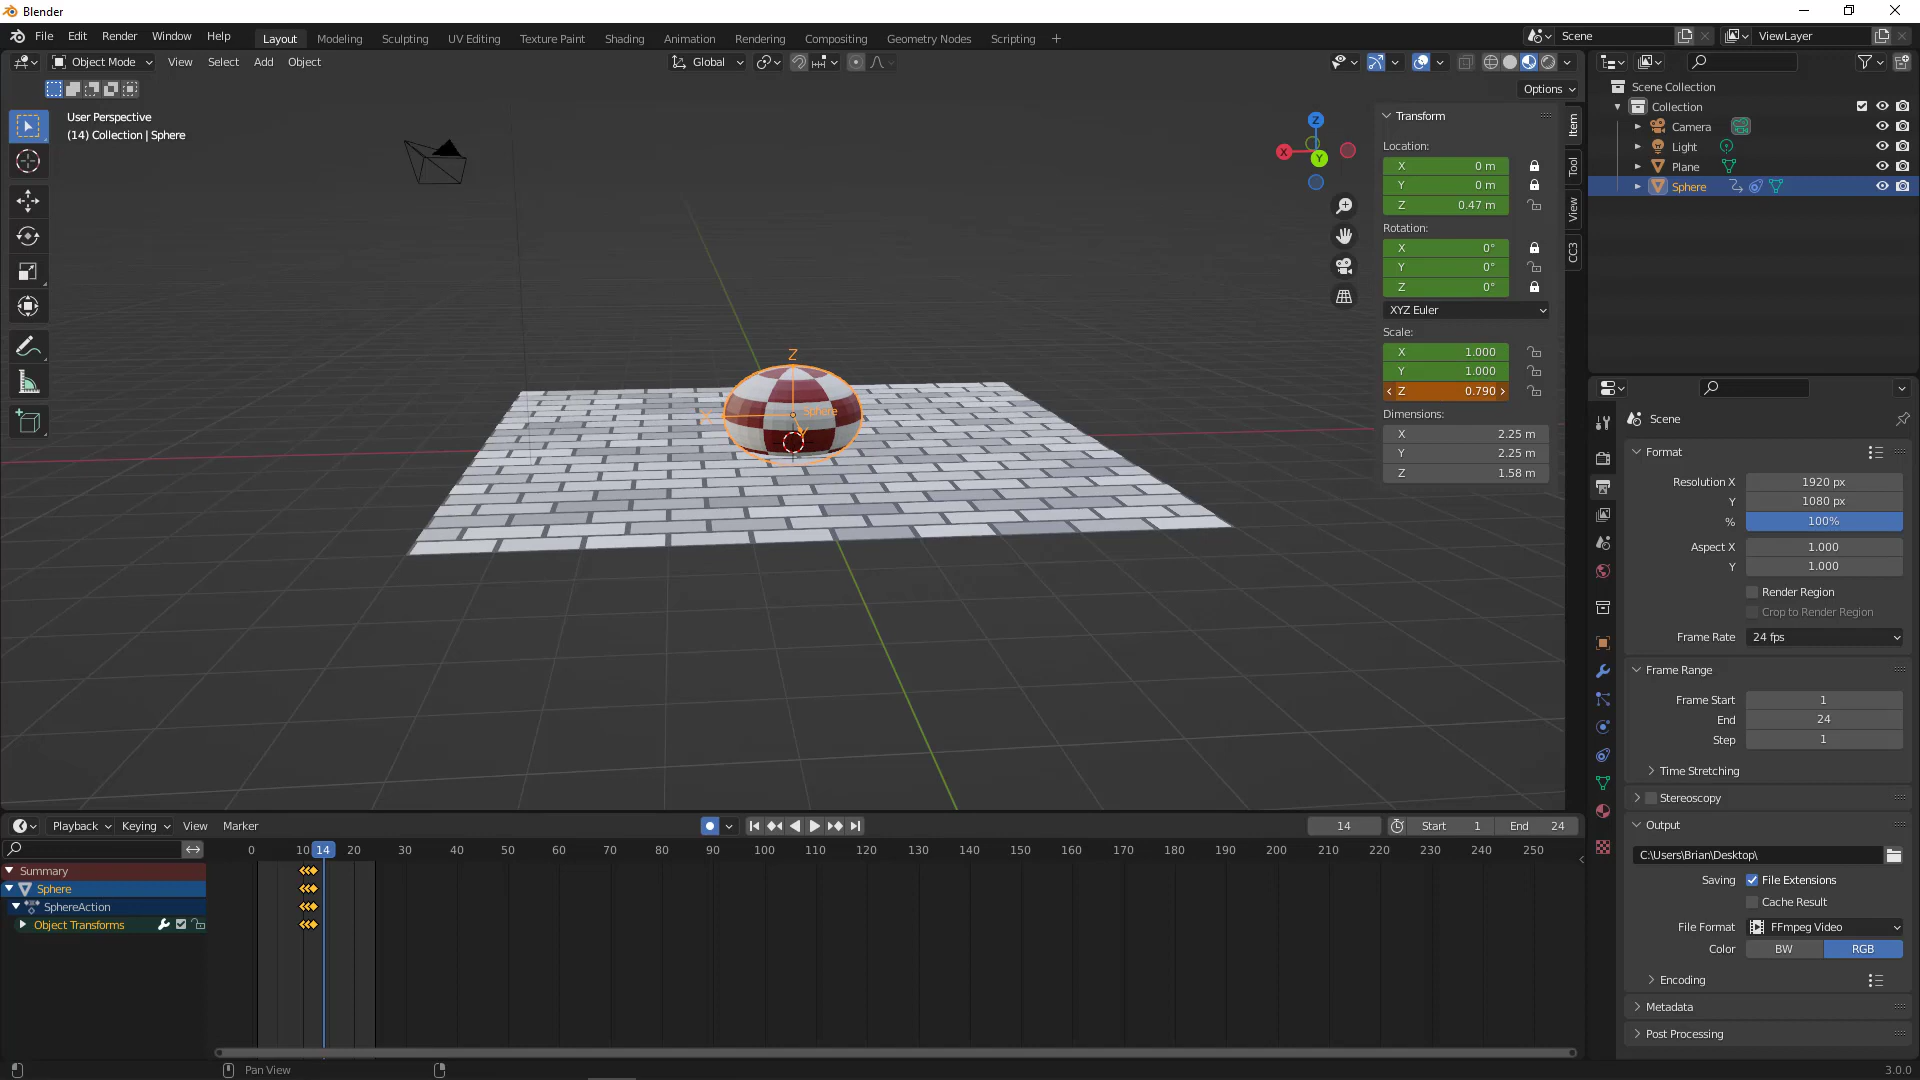 Blender
File Edit Render Window Help
Layout Modeling Sculpting UV Editing Texture Paint Shading Animation Rendering Compositing Geometry Nodes Scripting +
Scene
ViewLayer
Object Mode View Select Add Object
Global
Options
User Perspective
(14) Collection | Sphere
Z
X
Y
Transform
Location:
X 0 m
Y 0 m
Z 0.47 m
Rotation:
X 0°
Y 0°
Z 0°
XYZ Euler
Scale:
X 1.000
Y 1.000
Z 0.790
Dimensions:
X 2.25 m
Y 2.25 m
Z 1.58 m
Item
Tool
View
CC3
Z
Sphere
Scene Collection
Collection
Camera
Light
Plane
Sphere
Scene
Format
Resolution X 1920 px
Y 1080 px
% 100%
Aspect X 1.000
Y 1.000
Render Region
Crop to Render Region
Frame Rate 24 fps
Frame Range
Frame Start 1
End 24
Step 1
Time Stretching
Stereoscopy
Output
C:\Users\Brian\Desktop\
Saving File Extensions
Cache Result
File Format FFmpeg Video
Color BW RGB
Encoding
Metadata
Post Processing
Playback Keying View Marker
14 Start 1 End 24
0 10 14 20 30 40 50 60 70 80 90 100 110 120 130 140 150 160 170 180 190 200 210 220 230 240 250
Summary
Sphere
SphereAction
Object Transforms
Pan View
3.0.0